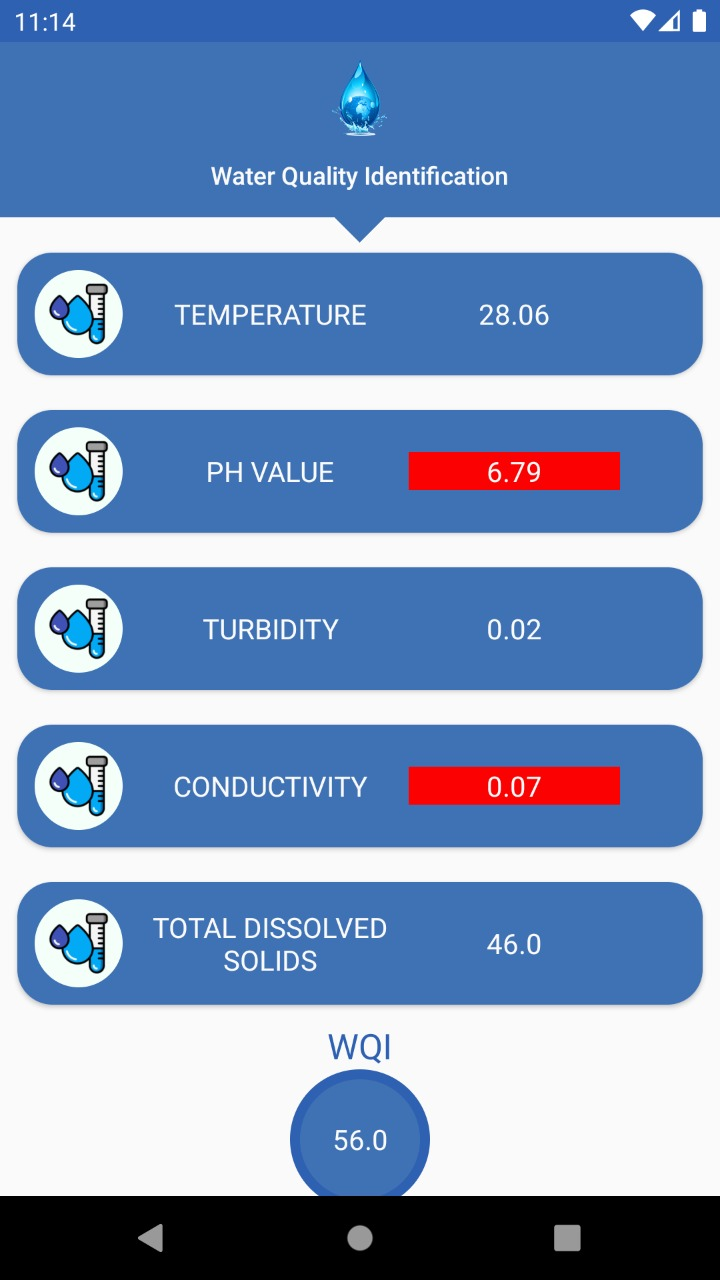 11:14
Water Quality Identification
TEMPERATURE 28.06
PH VALUE 6.79
TURBIDITY 0.02
CONDUCTIVITY 0.07
TOTAL DISSOLVED
SOLIDS 46.0
WQI
56.0